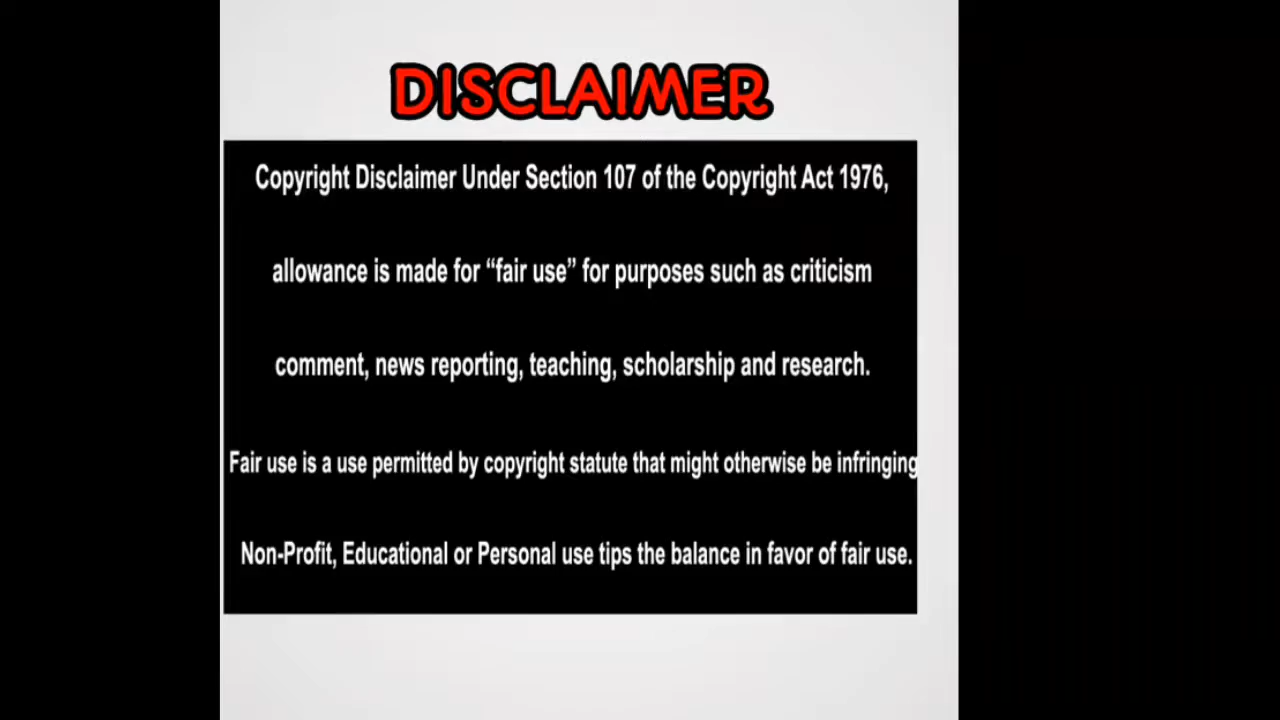 DISCLAIMER
Copyright Disclaimer Under Section 107 of the Copyright Act 1976,
allowance is made for “fair use” for purposes such as criticism
comment, news reporting, teaching, scholarship and research.
Fair use is a use permitted by copyright statute that might otherwise be infringing
Non-Profit, Educational or Personal use tips the balance in favor of fair use.